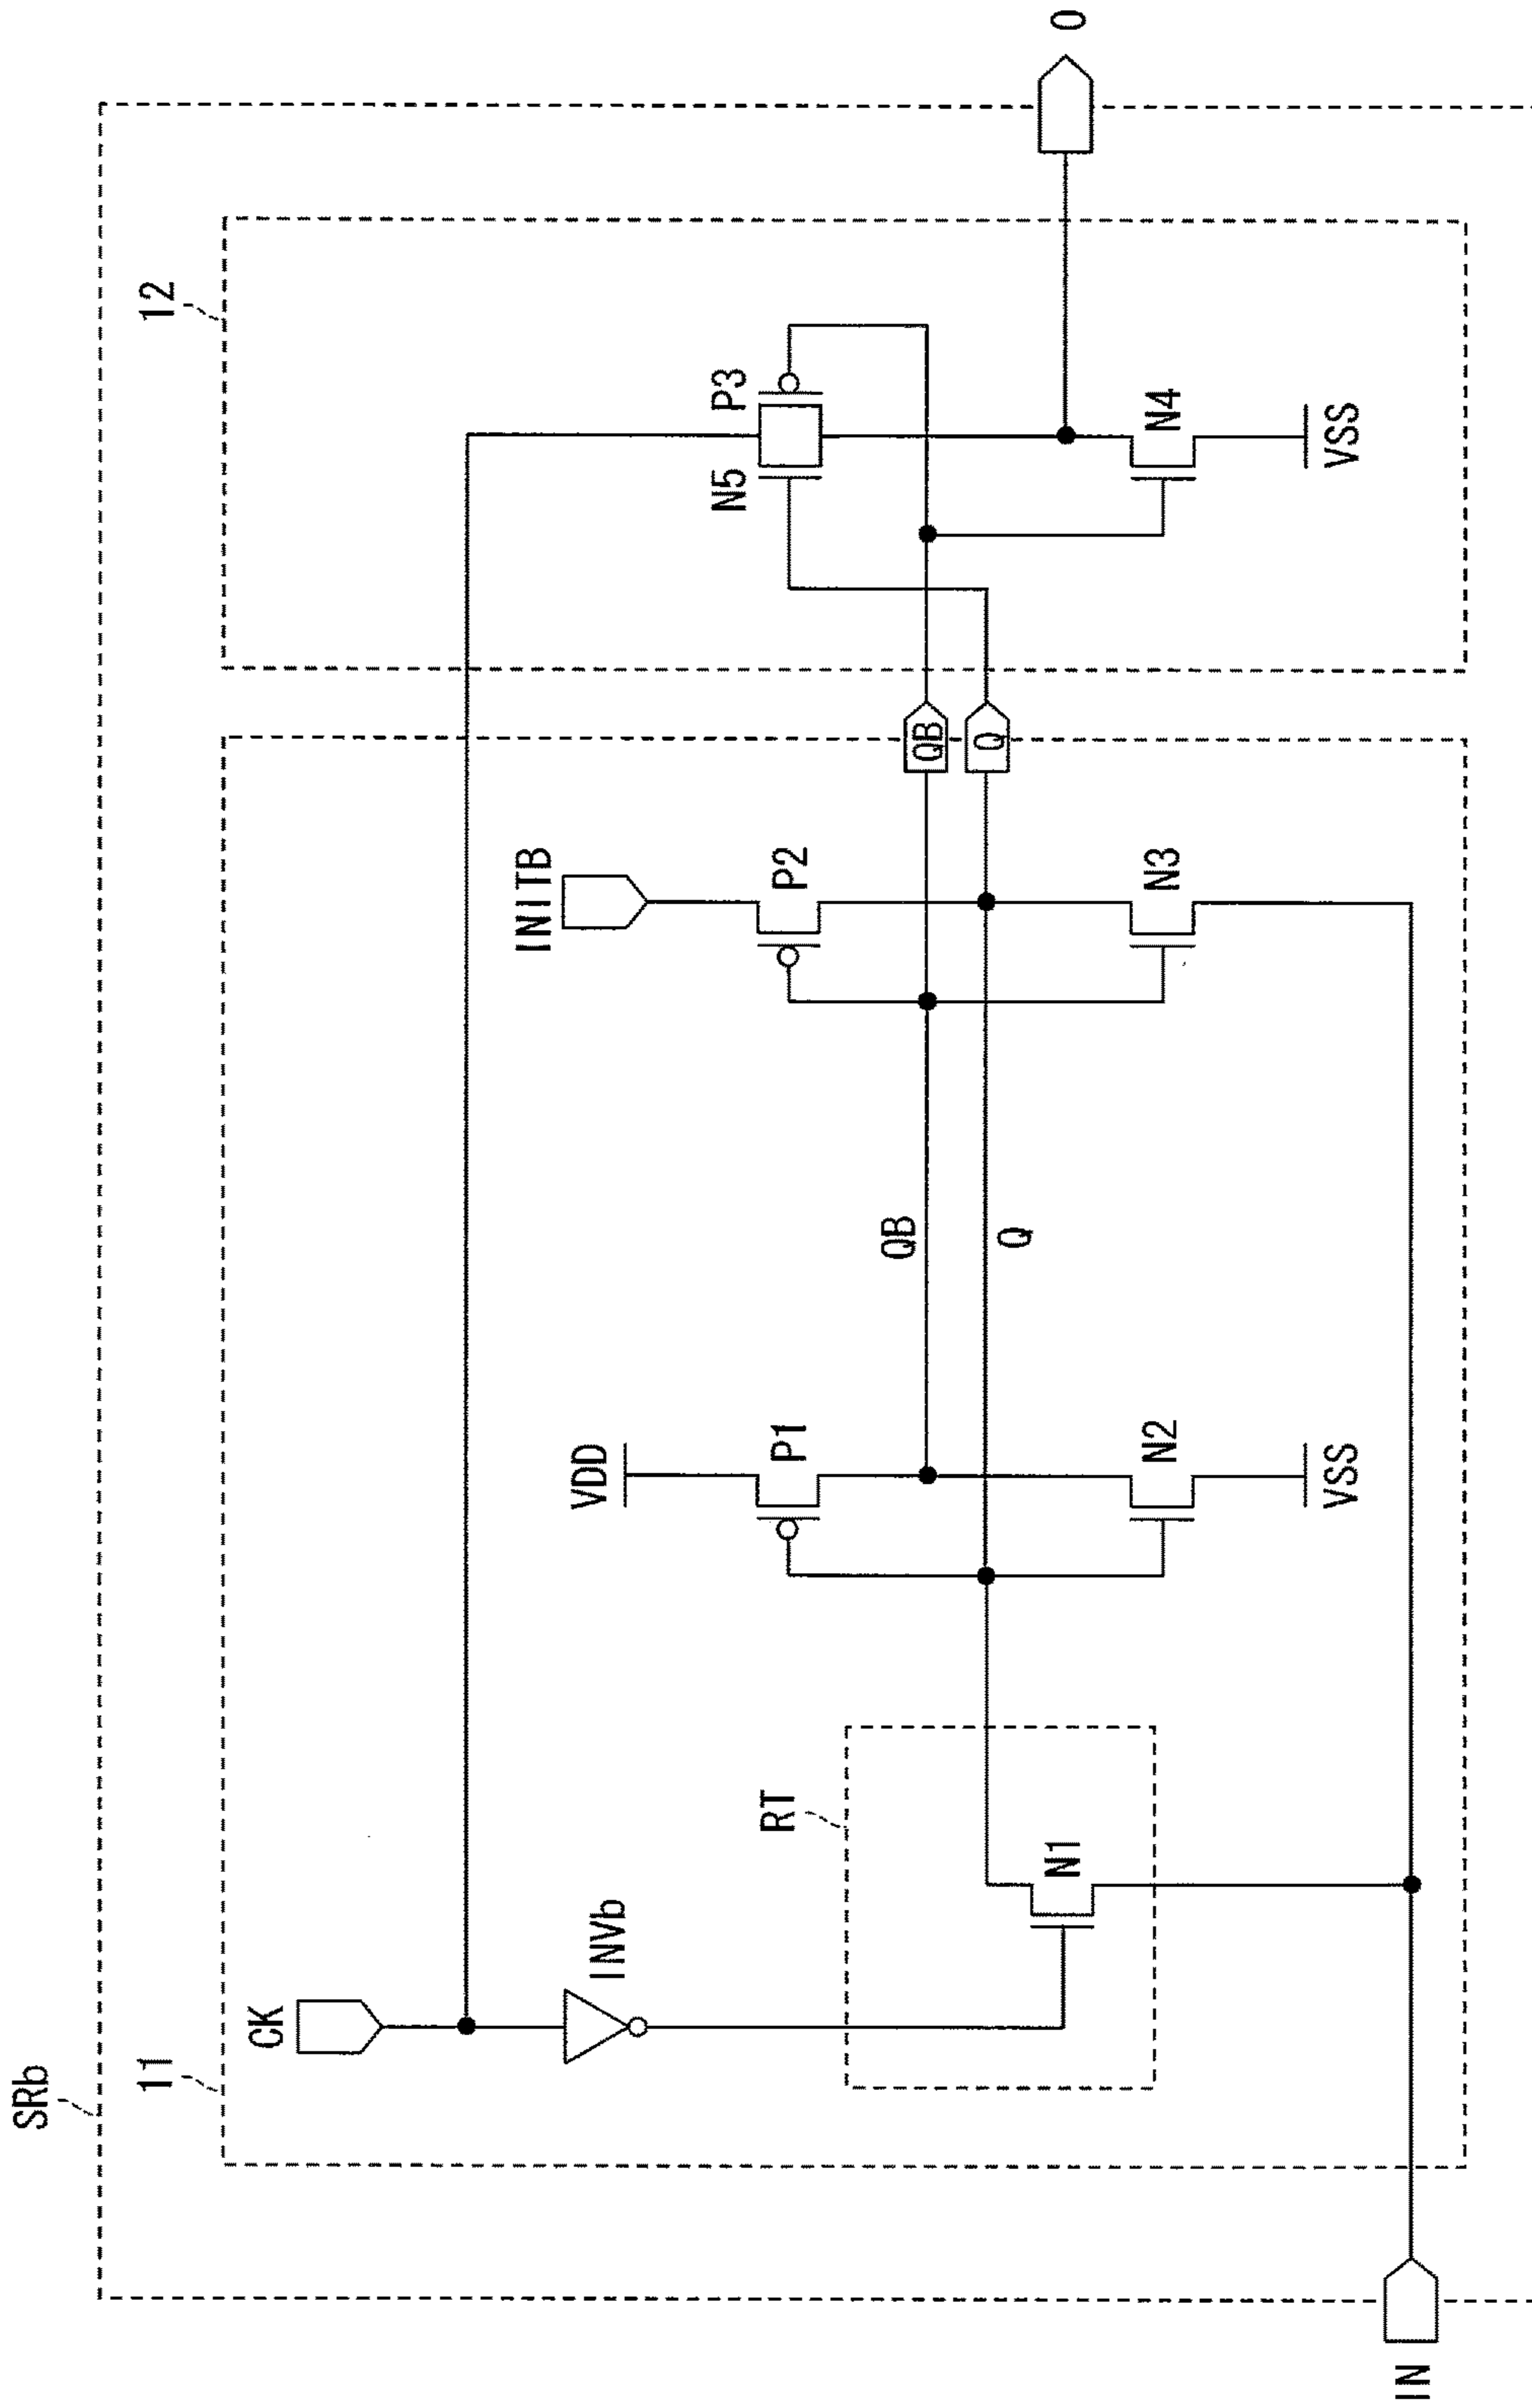 SRb
11
12
CK
INVb
RT
N1
VDD
P1
N2
VSS
QB
Q
INITB
P2
N3
QB
Q
N5
P3
N4
VSS
IN
O